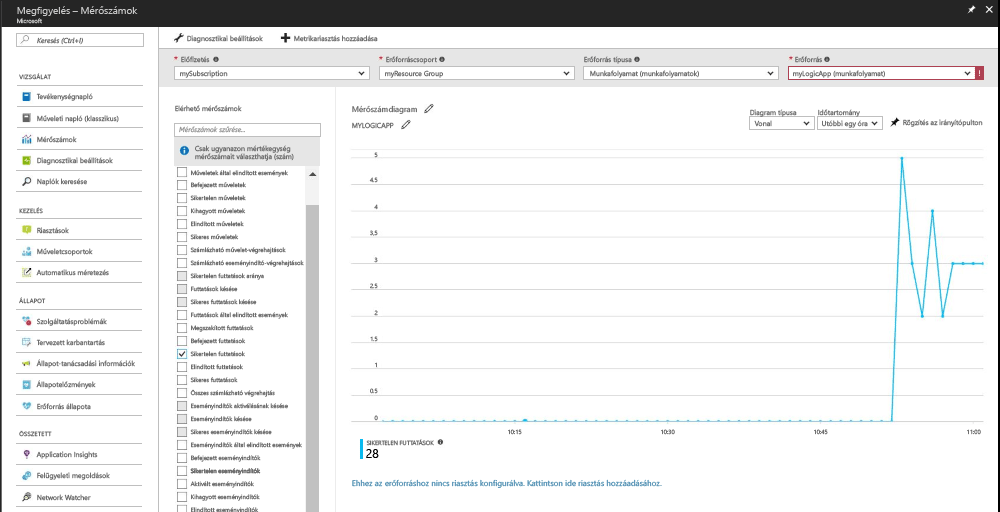 Megfigyelés – Mérőszámok
Microsoft
Keresés (Ctrl+I)
VIZSGÁLAT
Tevékenységnapló
Műveleti napló (klasszikus)
Mérőszámok
Diagnosztikai beállítások
Naplók keresése
KEZELÉS
Riasztások
Műveletcsoportok
Automatikus méretezés
ÁLLAPOT
Szolgáltatásproblémák
Tervezett karbantartás
Állapot-tanácsadási információk
Állapotelőzmények
Erőforrás állapota
ÖSSZETETT
Application Insights
Felügyeleti megoldások
Network Watcher
Diagnosztikai beállítások
Metrikariasztás hozzáadása
* Előfizetés
mySubscription
* Erőforráscsoport
myResource Group
Erőforrás típusa
Munkafolyamat (munkafolyamatok)
* Erőforrás
myLogicApp (munkafolyamat)
Elérhető mérőszámok
Mérőszámok szűrése...
Csak ugyanazon mértékegység
mérőszámait választhatja (szám)
Műveletek által elindított események
Befejezett műveletek
Sikertelen műveletek
Kihagyott műveletek
Elindított műveletek
Sikeres műveletek
Számlázható művelet-végrehajtások
Számlázható eseményindító-végrehajtások
Sikertelen futtatások aránya
Futtatások késése
Sikeres futtatások késése
Futtatások által elindított események
Megszakított futtatások
Befejezett futtatások
Sikertelen futtatások
Elindított futtatások
Sikeres futtatások
Összes számlázható végrehajtás
Eseményindítók aktiválásának késése
Eseményindítók késése
Sikeres eseményindítók késése
Eseményindítók által elindított események
Befejezett eseményindítók
Sikertelen eseményindítók
Aktivált eseményindítók
Kihagyott eseményindítók
Elindított eseményindítók
Mérőszámdiagram
MYLOGICAPP
Diagram típusa
Vonal
Időtartomány
Utóbbi egy óra
Rögzítés az irányítópulton
5
4.5
4
3,5
3
2.5
2
1.5
1
0.5
0
10:15
10:30
10:45
11:00
SIKERTELEN FUTTATÁSOK
28
Ehhez az erőforráshoz nincs riasztás konfigurálva. Kattintson ide riasztás hozzáadásához.